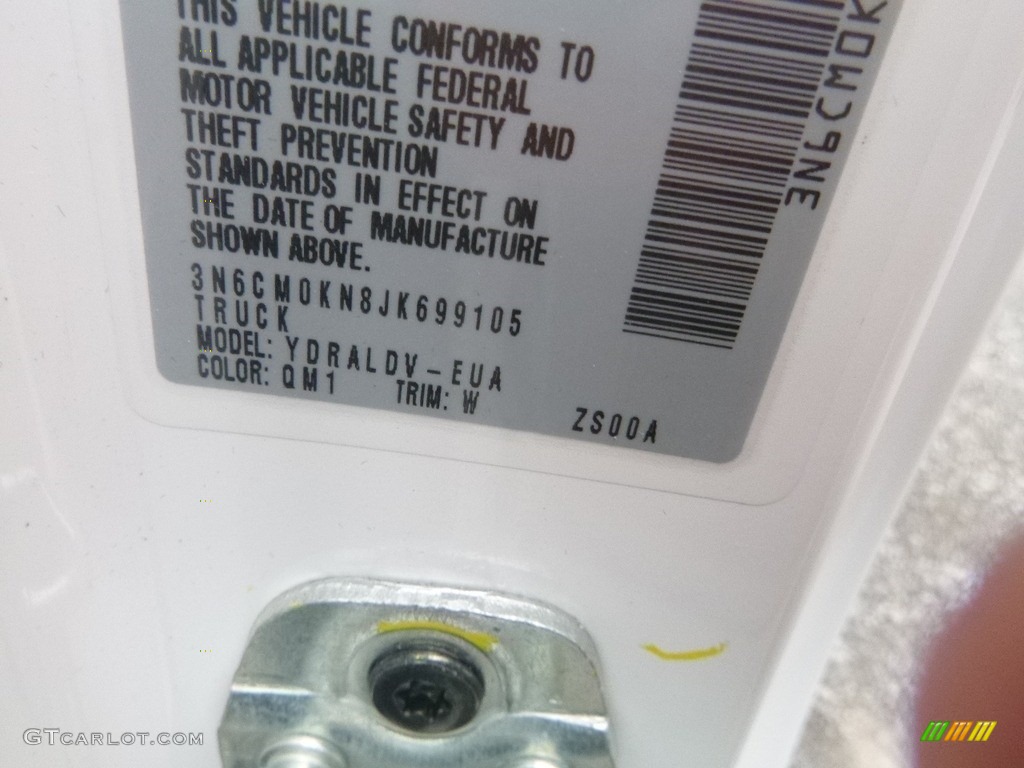 THIS VEHICLE CONFORMS TO
ALL APPLICABLE FEDERAL
MOTOR VEHICLE SAFETY AND
THEFT PREVENTION
STANDARDS IN EFFECT ON
THE DATE OF MANUFACTURE
SHOWN ABOVE.
3N6CM0KN8JK699105
TRUCK
MODEL: YDRALDV-EUA
COLOR: QM1 TRIM: W
ZS00A
3N6CM0K
GTCARLOT.COM